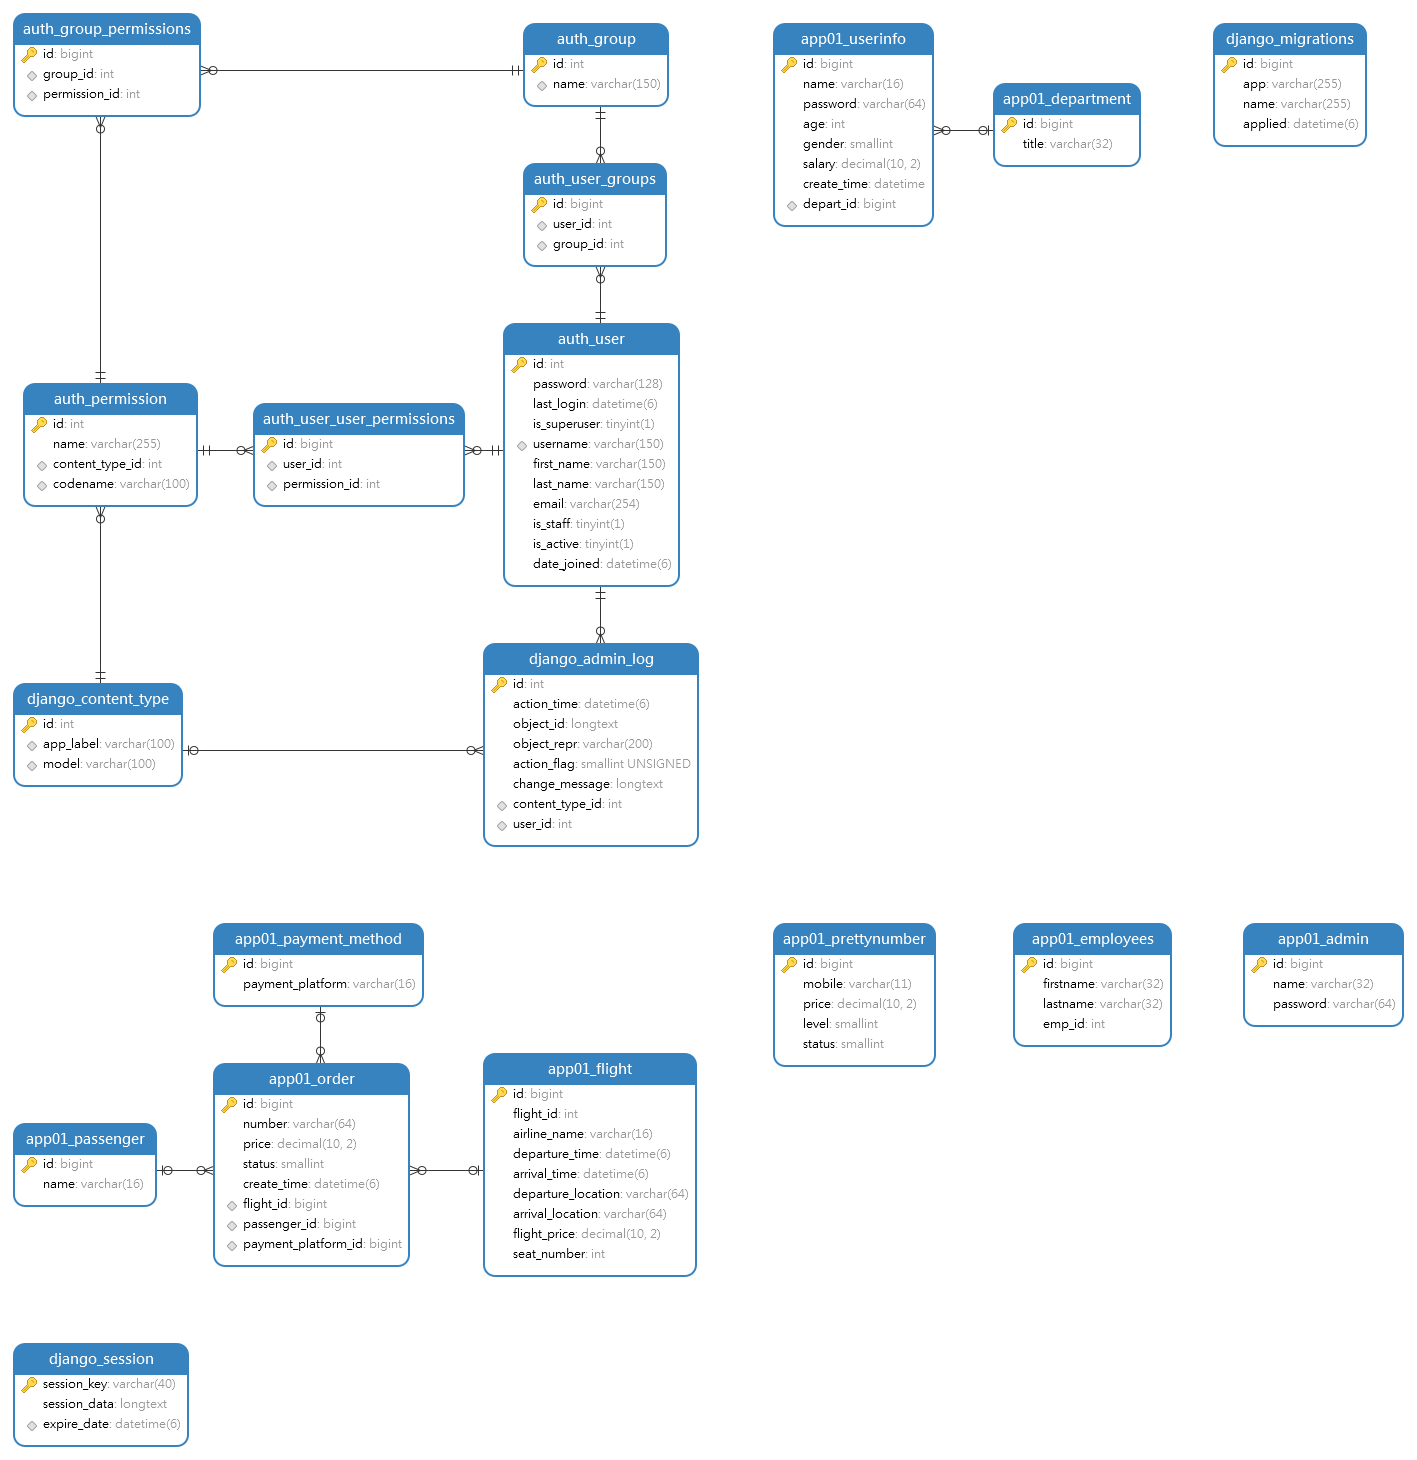 auth_group_permissions
id: bigint
group_id: int
permission_id: int
auth_group
id: int
name: varchar(150)
app01_userinfo
id: bigint
name: varchar(16)
password: varchar(64)
age: int
gender: smallint
salary: decimal(10, 2)
create_time: datetime
depart_id: bigint
app01_department
id: bigint
title: varchar(32)
django_migrations
id: bigint
app: varchar(255)
name: varchar(255)
applied: datetime(6)
auth_user_groups
id: bigint
user_id: int
group_id: int
auth_user
id: int
password: varchar(128)
last_login: datetime(6)
is_superuser: tinyint(1)
username: varchar(150)
first_name: varchar(150)
last_name: varchar(150)
email: varchar(254)
is_staff: tinyint(1)
is_active: tinyint(1)
date_joined: datetime(6)
auth_permission
id: int
name: varchar(255)
content_type_id: int
codename: varchar(100)
auth_user_user_permissions
id: bigint
user_id: int
permission_id: int
django_content_type
id: int
app_label: varchar(100)
model: varchar(100)
django_admin_log
id: int
action_time: datetime(6)
object_id: longtext
object_repr: varchar(200)
action_flag: smallint UNSIGNED
change_message: longtext
content_type_id: int
user_id: int
app01_payment_method
id: bigint
payment_platform: varchar(16)
app01_prettynumber
id: bigint
mobile: varchar(11)
price: decimal(10, 2)
level: smallint
status: smallint
app01_employees
id: bigint
firstname: varchar(32)
lastname: varchar(32)
emp_id: int
app01_admin
id: bigint
name: varchar(32)
password: varchar(64)
app01_passenger
id: bigint
name: varchar(16)
app01_order
id: bigint
number: varchar(64)
price: decimal(10, 2)
status: smallint
create_time: datetime(6)
flight_id: bigint
passenger_id: bigint
payment_platform_id: bigint
app01_flight
id: bigint
flight_id: int
airline_name: varchar(16)
departure_time: datetime(6)
arrival_time: datetime(6)
departure_location: varchar(64)
arrival_location: varchar(64)
flight_price: decimal(10, 2)
seat_number: int
django_session
session_key: varchar(40)
session_data: longtext
expire_date: datetime(6)